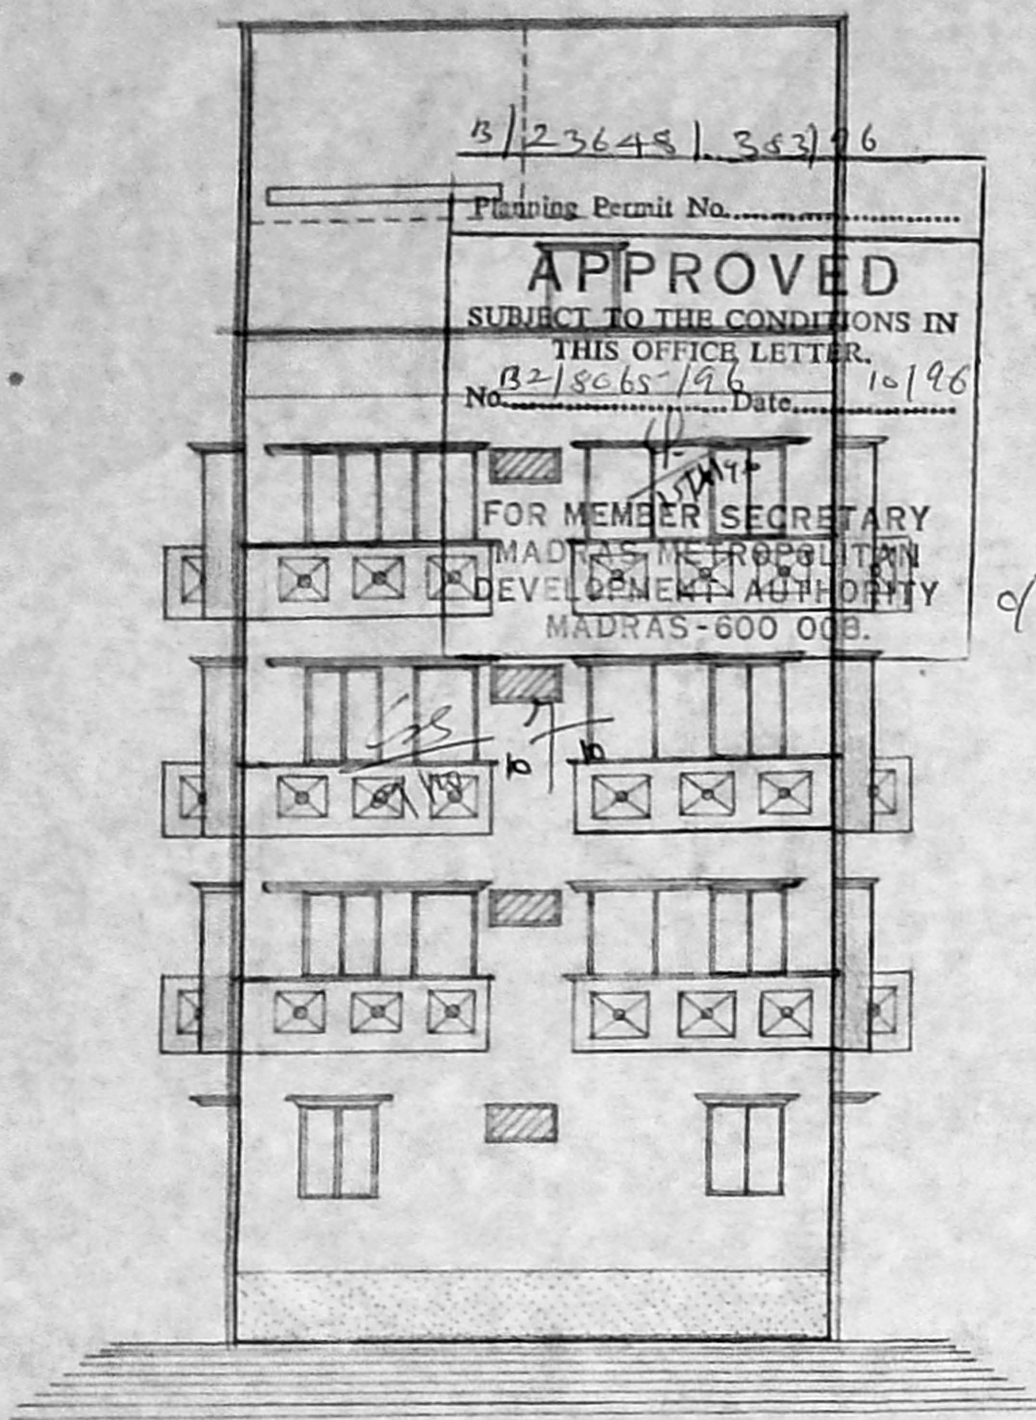 B/23648/383/96
Planning Permit No.
APPROVED
SUBJECT TO THE CONDITIONS IN
THIS OFFICE LETTER.
No. B2/8065/96 Date. 10/96
FOR MEMBER SECRETARY
MADRAS METROPOLITAN
DEVELOPMENT AUTHORITY
MADRAS-600 008.